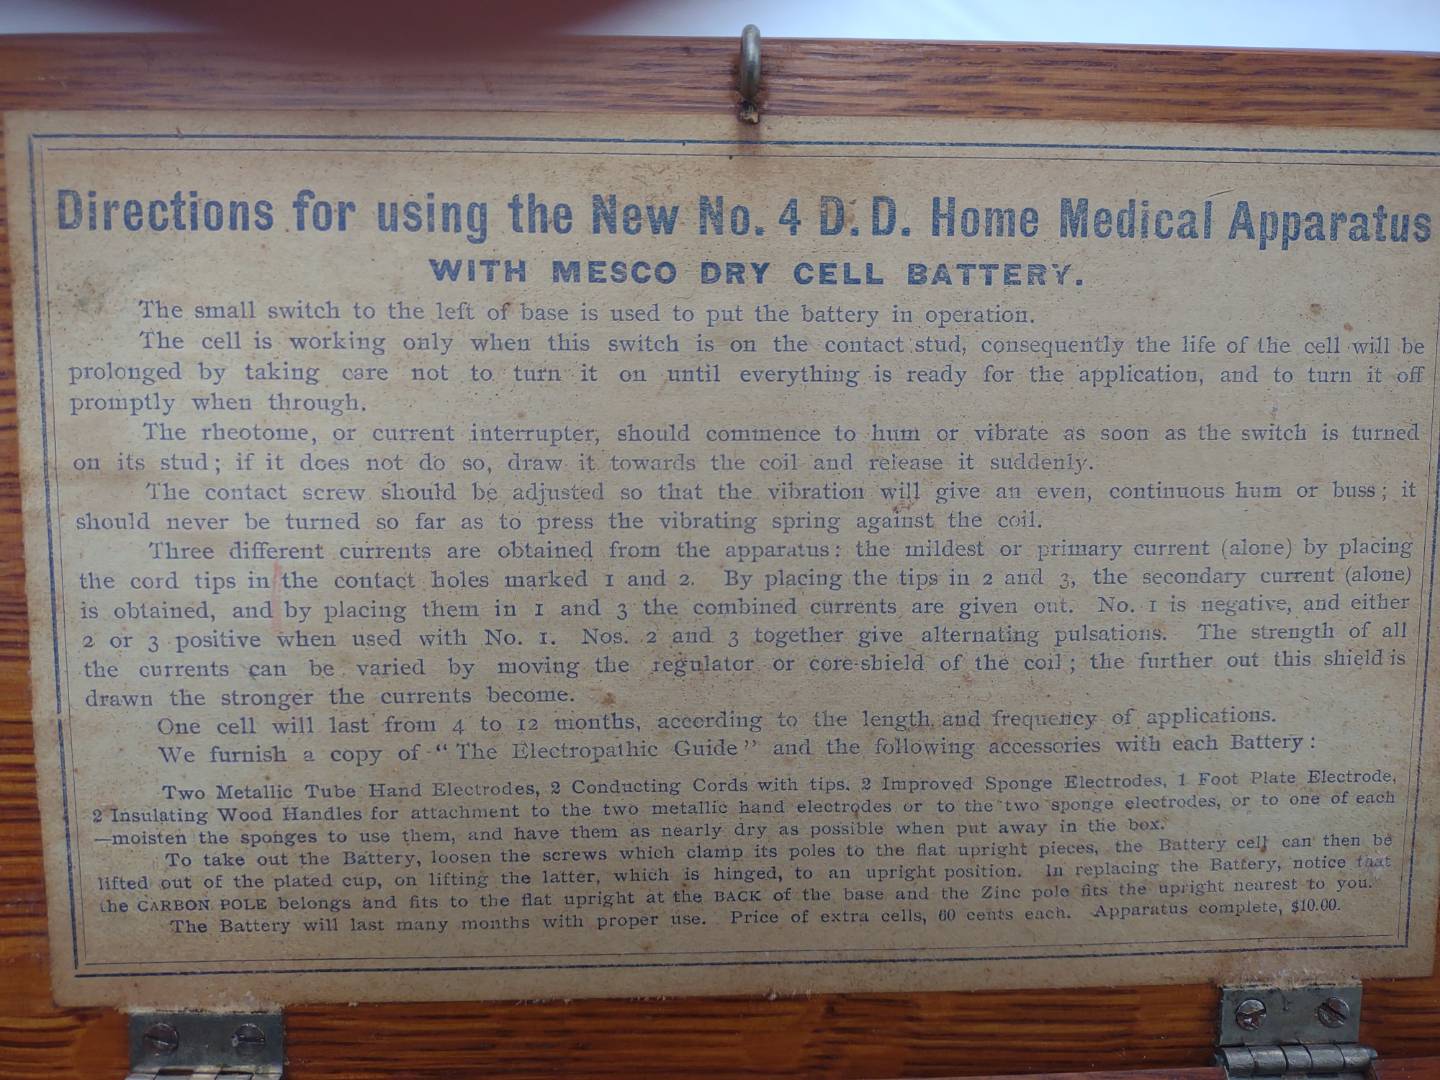 Directions for using the New No. 4 D. D. Home Medical Apparatus
WITH MESCO DRY CELL BATTERY.
The small switch to the left of base is used to put the battery in operation.
The cell is working only when this switch is on the contact stud, consequently the life of the cell will be
prolonged by taking care not to turn it on until everything is ready for the application, and to turn it off
promptly when through.
The rheotome, or current interrupter, should commence to hum or vibrate as soon as the switch is turned
on its stud; if it does not do so, draw it towards the coil and release it suddenly.
The contact screw should be adjusted so that the vibration will give an even, continuous hum or buss; it
should never be turned so far as to press the vibrating spring against the coil.
Three different currents are obtained from the apparatus: the mildest or primary current (alone) by placing
the cord tips in the contact holes marked 1 and 2. By placing the tips in 2 and 3, the secondary current (alone)
is obtained, and by placing them in 1 and 3 the combined currents are given out. No. 1 is negative, and either
2 or 3 positive when used with No. 1. Nos. 2 and 3 together give alternating pulsations. The strength of all
the currents can be varied by moving the regulator or core-shield of the coil; the further out this shield is
drawn the stronger the currents become.
One cell will last from 4 to 12 months, according to the length and frequency of applications.
We furnish a copy of "The Electropathic Guide" and the following accessories with each Battery:
Two Metallic Tube Hand Electrodes, 2 Conducting Cords with tips. 2 Improved Sponge Electrodes, 1 Foot Plate Electrode,
2 Insulating Wood Handles for attachment to the two metallic hand electrodes or to the two sponge electrodes, or to one of each
—moisten the sponges to use them, and have them as nearly dry as possible when put away in the box.
To take out the Battery, loosen the screws which clamp its poles to the flat upright pieces, the Battery cell can then be
lifted out of the plated cup, on lifting the latter, which is hinged, to an upright position. In replacing the Battery, notice that
the CARBON POLE belongs and fits to the flat upright at the BACK of the base and the Zinc pole fits the upright nearest to you.
The Battery will last many months with proper use. Price of extra cells, 60 cents each. Apparatus complete, $10.00.